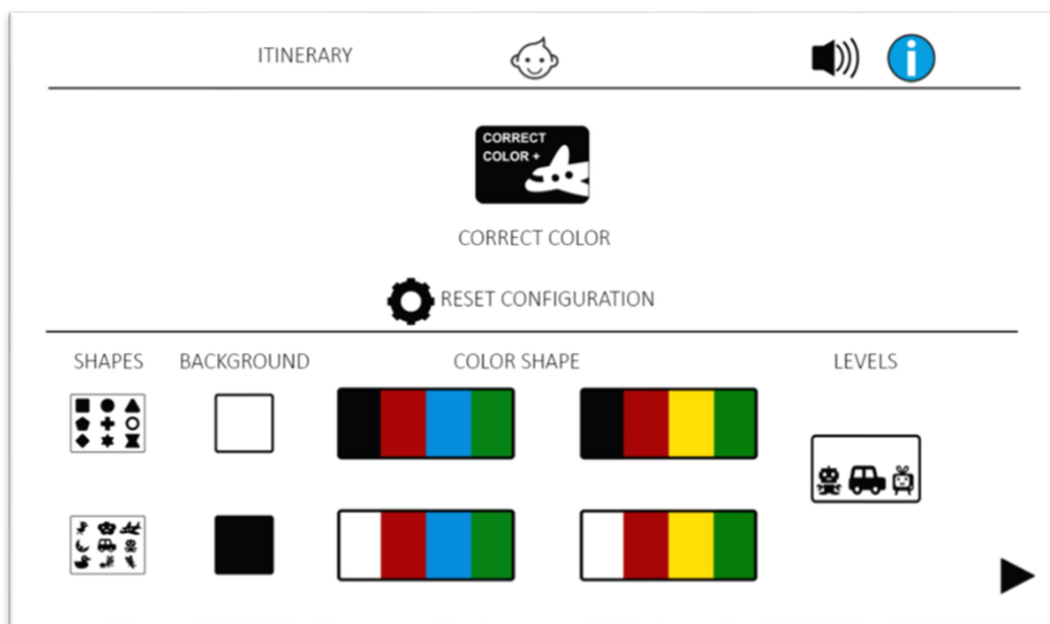 ITINERARY
CORRECT
COLOR +
CORRECT COLOR
RESET CONFIGURATION
SHAPES
BACKGROUND
COLOR SHAPE
LEVELS